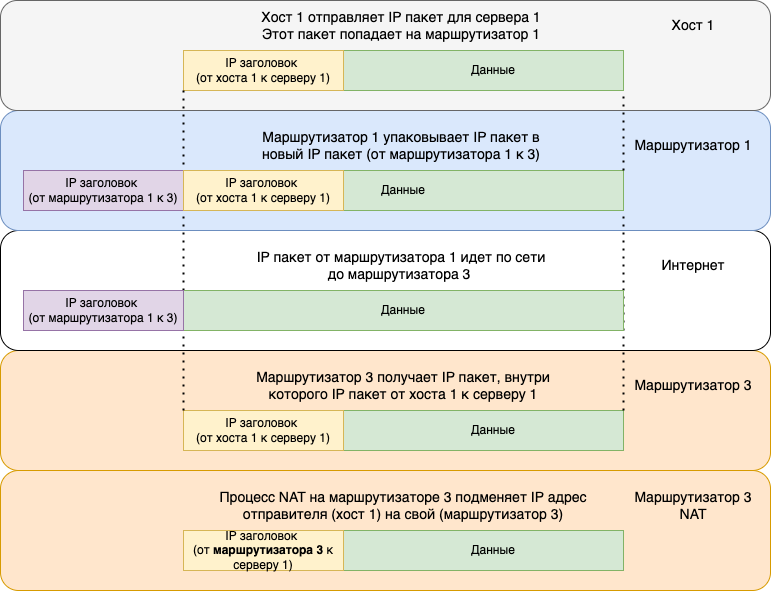 Хост 1 отправляет IP пакет для сервера 1
Этот пакет попадает на маршрутизатор 1
Хост 1
IP заголовок
(от хоста 1 к серверу 1)
Данные
Маршрутизатор 1 упаковывает IP пакет в
новый IP пакет (от маршрутизатора 1 к 3)
Маршрутизатор 1
IP заголовок
(от маршрутизатора 1 к 3)
IP заголовок
(от хоста 1 к серверу 1)
Данные
IP пакет от маршрутизатора 1 идет по сети
до маршрутизатора 3
Интернет
IP заголовок
(от маршрутизатора 1 к 3)
Данные
Маршрутизатор 3 получает IP пакет, внутри
которого IP пакет от хоста 1 к серверу 1
Маршрутизатор 3
IP заголовок
(от хоста 1 к серверу 1)
Данные
Процесс NAT на маршрутизаторе 3 подменяет IP адрес
отправителя (хост 1) на свой (маршрутизатор 3)
Маршрутизатор 3
NAT
IP заголовок
(от маршрутизатора 3 к
серверу 1)
Данные